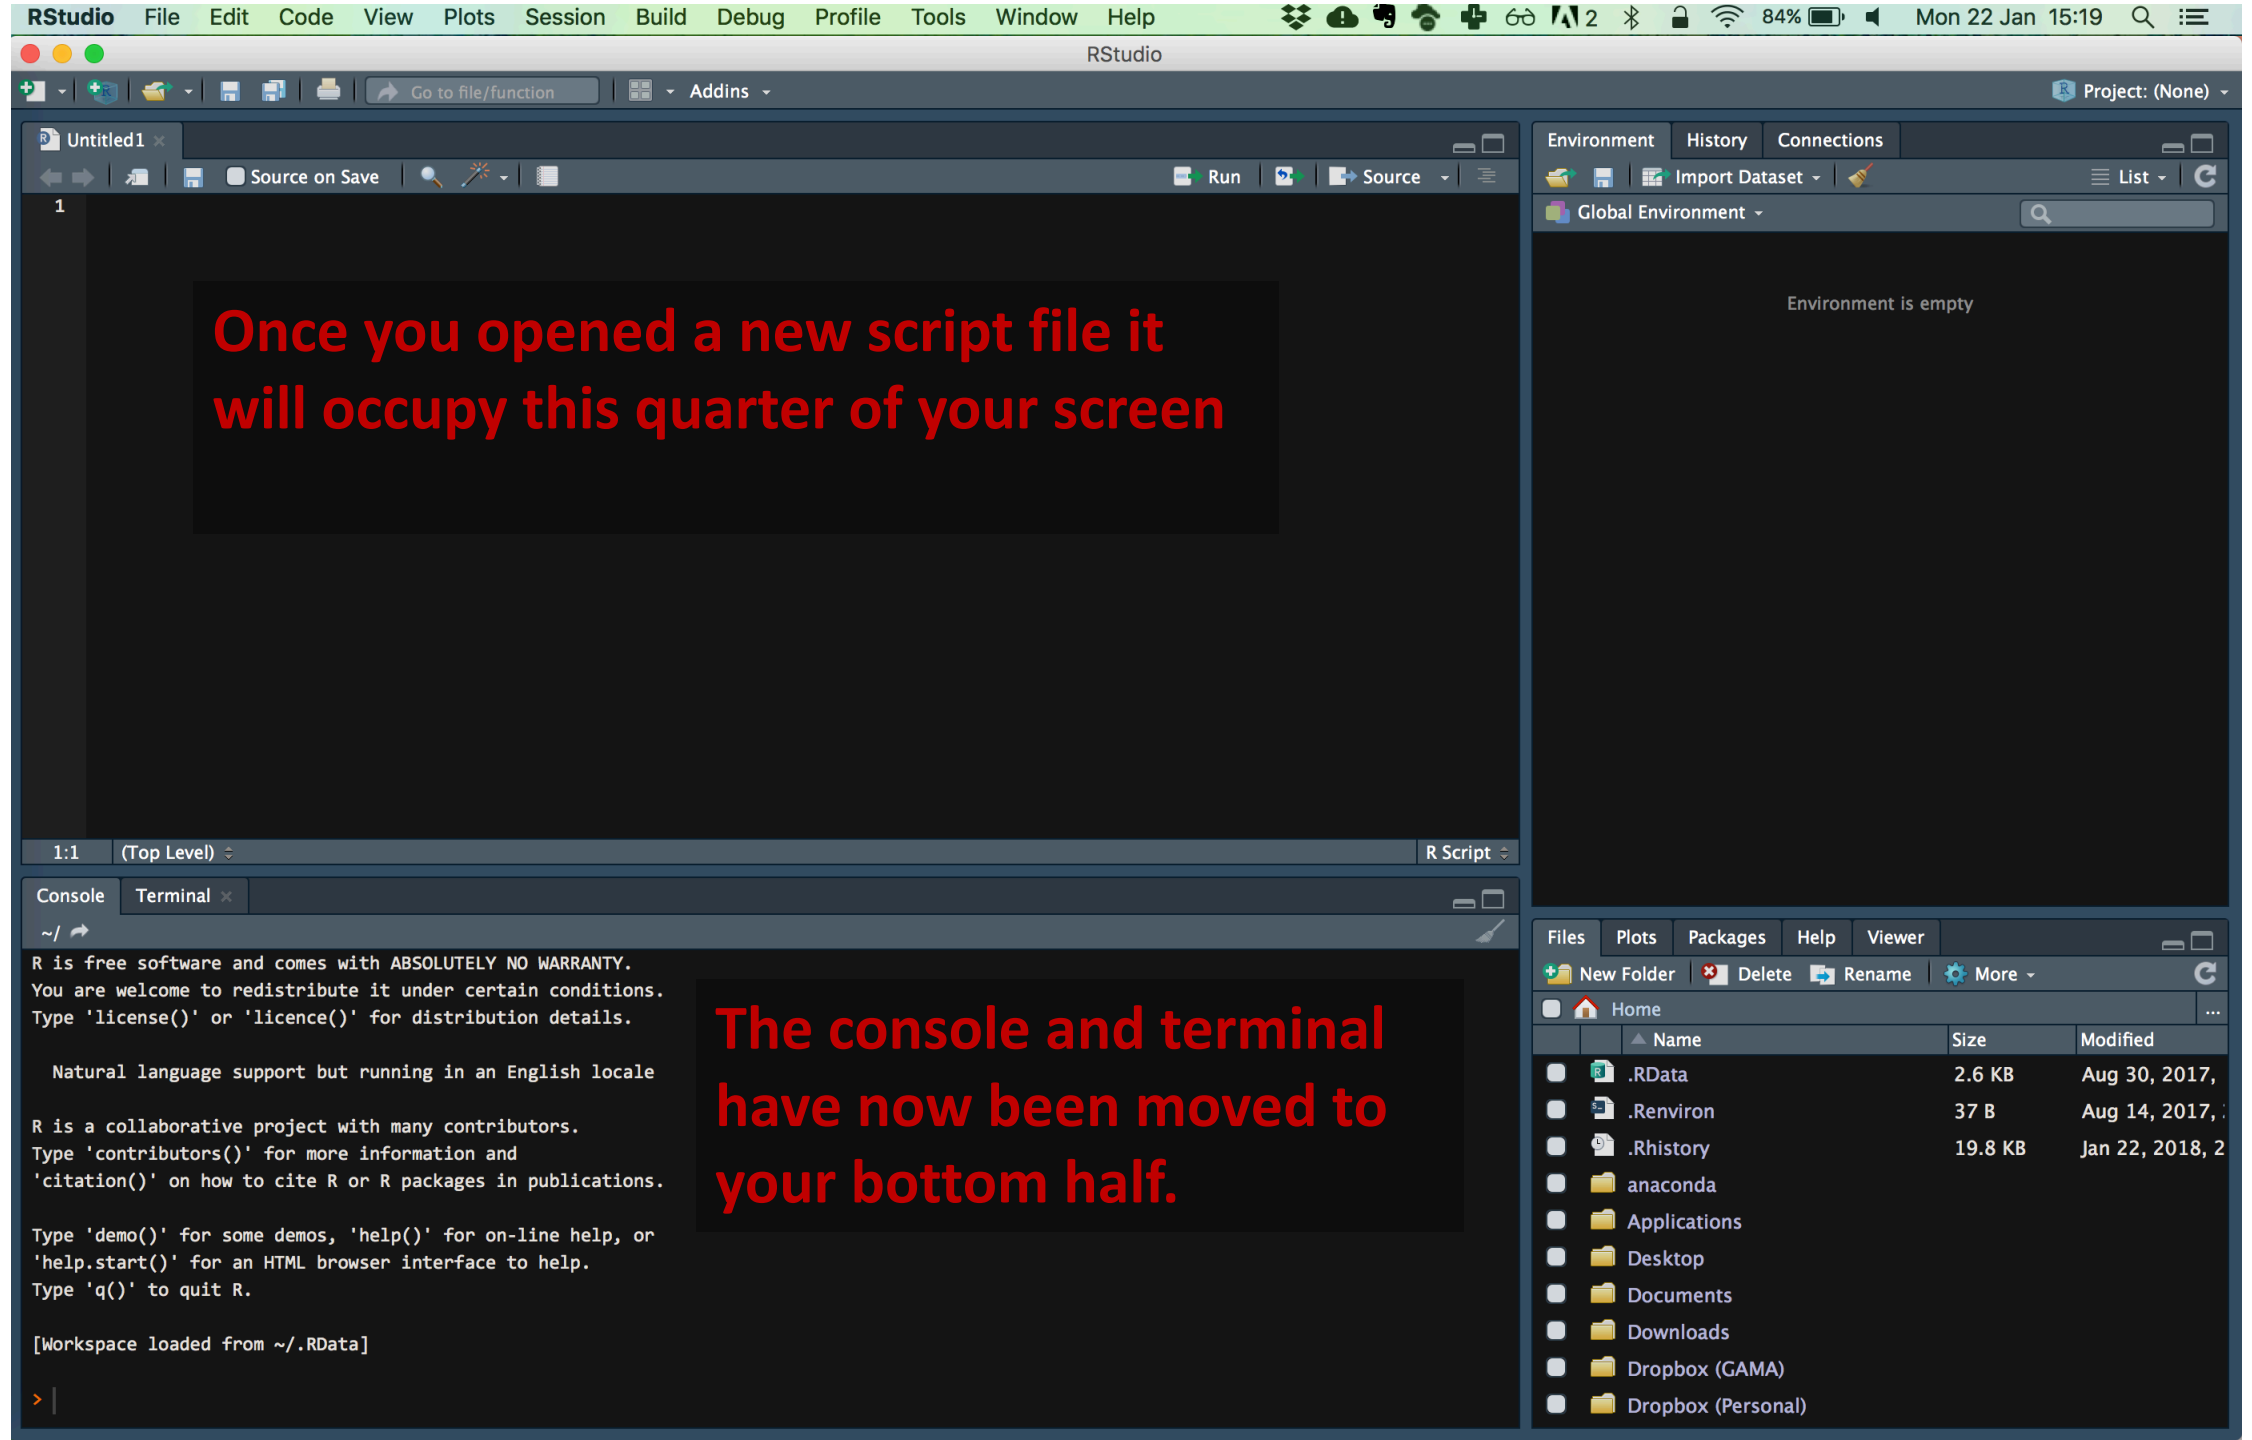 RStudio File Edit Code View Plots Session Build Debug Profile Tools Window Help 2 84% Mon 22 Jan 15:19
RStudio
Go to file/function Addins Project: (None)
Untitled1
Source on Save Run Source
1
Once you opened a new script file it
will occupy this quarter of your screen
1:1 (Top Level) R Script
Environment History Connections
Import Dataset List
Global Environment
Environment is empty
Console Terminal
~/
R is free software and comes with ABSOLUTELY NO WARRANTY.
You are welcome to redistribute it under certain conditions.
Type 'license()' or 'licence()' for distribution details.
Natural language support but running in an English locale
R is a collaborative project with many contributors.
Type 'contributors()' for more information and
'citation()' on how to cite R or R packages in publications.
Type 'demo()' for some demos, 'help()' for on-line help, or
'help.start()' for an HTML browser interface to help.
Type 'q()' to quit R.
[Workspace loaded from ~/.RData]
>
The console and terminal
have now been moved to
your bottom half.
Files Plots Packages Help Viewer
New Folder Delete Rename More
Home ...
Name Size Modified
.RData 2.6 KB Aug 30, 2017,
.Renviron 37 B Aug 14, 2017,
.Rhistory 19.8 KB Jan 22, 2018, 2
anaconda
Applications
Desktop
Documents
Downloads
Dropbox (GAMA)
Dropbox (Personal)